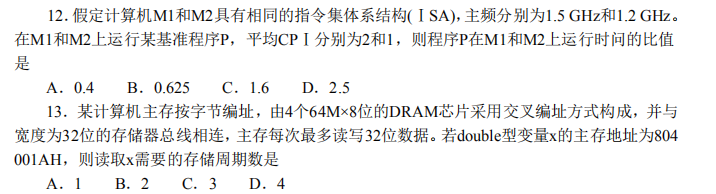 12．假定计算机M1和M2具有相同的指令集体系结构(ⅠSA)，主频分别为1.5 GHz和1.2 GHz。
在M1和M2上运行某基准程序P，平均CPⅠ分别为2和1，则程序P在M1和M2上运行时问的比值
是
A．0.4 B．0.625 C．1.6 D．2.5
13．某计算机主存按字节编址，由4个64M×8位的DRAM芯片采用交叉编址方式构成，并与
宽度为32位的存储器总线相连，主存每次最多读写32位数据。若double型变量x的主存地址为804
001AH，则读取x需要的存储周期数是
A．1 B．2 C．3 D．4